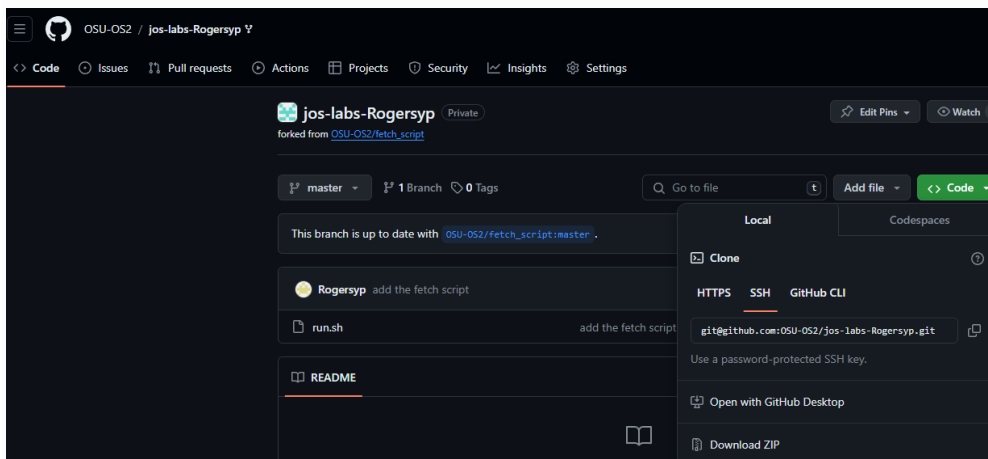 OSU-OS2 / jos-labs-Rogersyp
Code Issues Pull requests Actions Projects Security Insights Settings
jos-labs-Rogersyp Private
Edit Pins Watch
forked from OSU-OS2/fetch_script
master 1 Branch 0 Tags Go to file t Add file Code
This branch is up to date with OSU-OS2/fetch_script:master .
Rogersyp add the fetch script
run.sh add the fetch script
README
Local Codespaces
Clone
HTTPS SSH GitHub CLI
git@github.com:OSU-OS2/jos-labs-Rogersyp.git
Use a password-protected SSH key.
Open with GitHub Desktop
Download ZIP